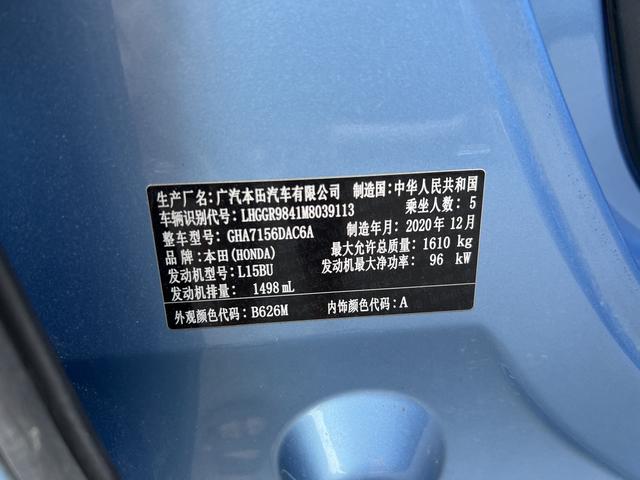 生产厂名：广汽本田汽车有限公司 制造国：中华人民共和国
车辆识别代号：LHGGR9841M8039113 乘坐人数：5
整车型号：GHA7156DAC6A 制造年月：2020年12月
品牌：本田(HONDA) 最大允许总质量：1610 kg
发动机型号：L15BU 发动机最大净功率：96 kW
发动机排量：1498 mL
外观颜色代码：B626M 内饰颜色代码：A